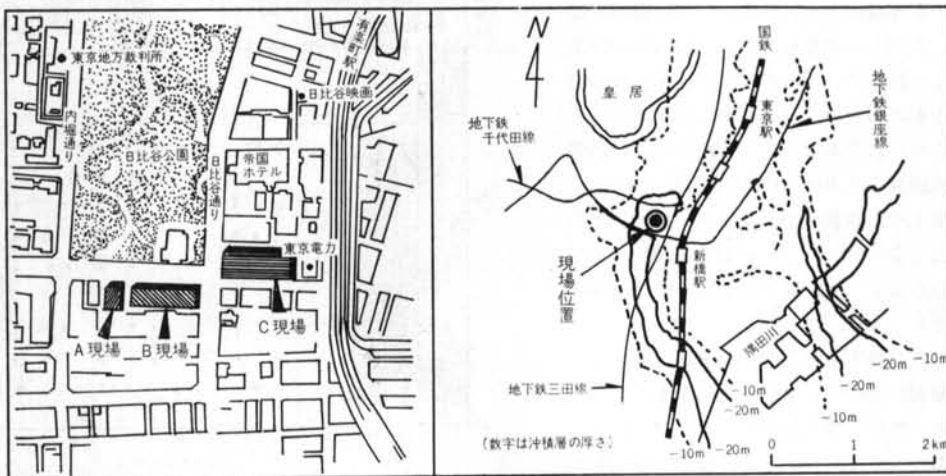 有楽町駅
東京地方裁判所
日比谷映画
内堀通り
日比谷公園
日比谷通り
帝国
ホテル
東京電力
A現場
B現場
C現場
N
国鉄
皇居
東京駅
地下鉄銀座線
地下鉄
千代田線
現場位置
新橋駅
隅田川
地下鉄三田線
-10m
-20m
-20m
-10m
-20m
-10m
-10m
-20m
(数字は沖積層の厚さ)
0 1 2km